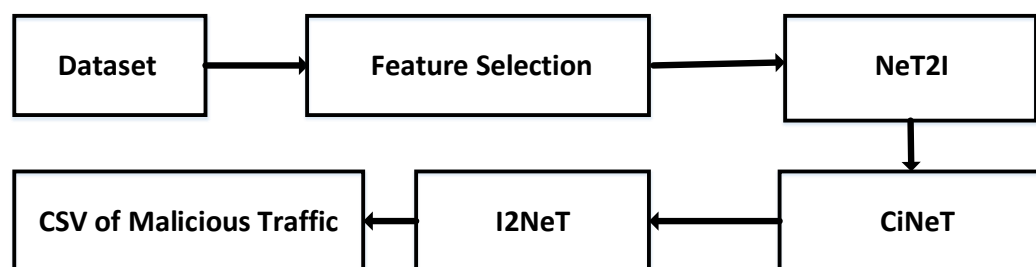 Dataset
Feature Selection
NeT2I
CiNeT
I2NeT
CSV of Malicious Traffic